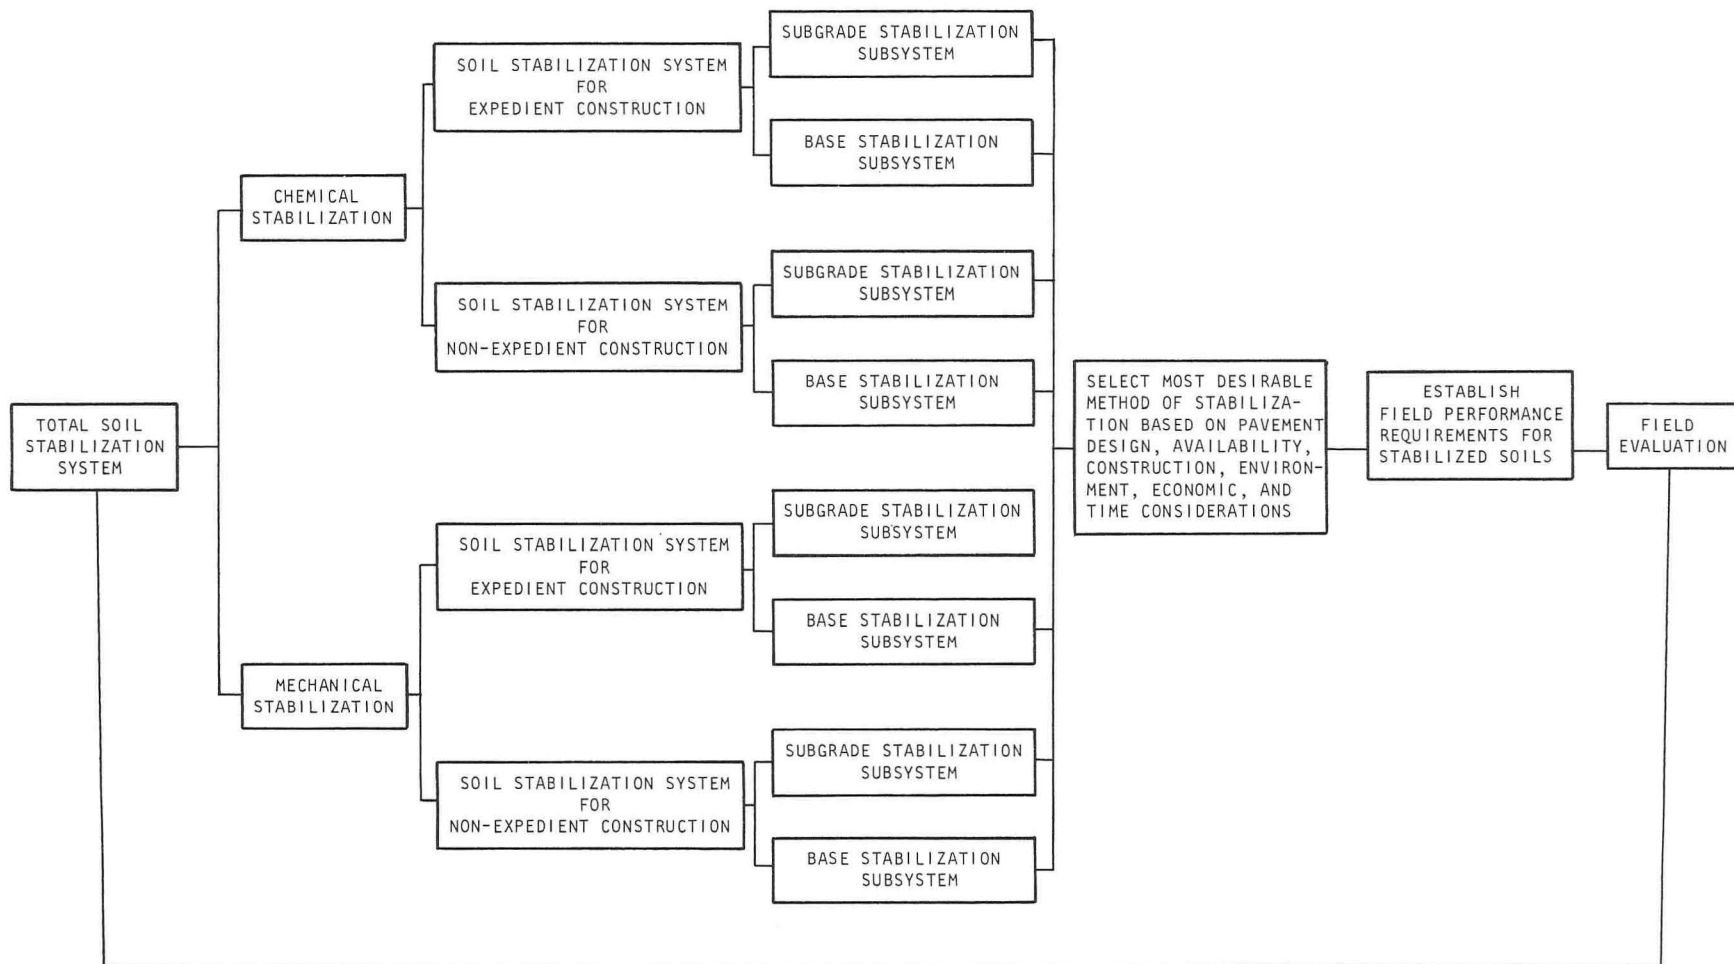 TOTAL SOIL
STABILIZATION
SYSTEM
CHEMICAL
STABILIZATION
MECHANICAL
STABILIZATION
SOIL STABILIZATION SYSTEM
FOR
EXPEDIENT CONSTRUCTION
SOIL STABILIZATION SYSTEM
FOR
NON-EXPEDIENT CONSTRUCTION
SOIL STABILIZATION SYSTEM
FOR
EXPEDIENT CONSTRUCTION
SOIL STABILIZATION SYSTEM
FOR
NON-EXPEDIENT CONSTRUCTION
SUBGRADE STABILIZATION
SUBSYSTEM
BASE STABILIZATION
SUBSYSTEM
SUBGRADE STABILIZATION
SUBSYSTEM
BASE STABILIZATION
SUBSYSTEM
SUBGRADE STABILIZATION
SUBSYSTEM
BASE STABILIZATION
SUBSYSTEM
SUBGRADE STABILIZATION
SUBSYSTEM
BASE STABILIZATION
SUBSYSTEM
SELECT MOST DESIRABLE
METHOD OF STABILIZA-
TION BASED ON PAVEMENT
DESIGN, AVAILABILITY,
CONSTRUCTION, ENVIRON-
MENT, ECONOMIC, AND
TIME CONSIDERATIONS
ESTABLISH
FIELD PERFORMANCE
REQUIREMENTS FOR
STABILIZED SOILS
FIELD
EVALUATION